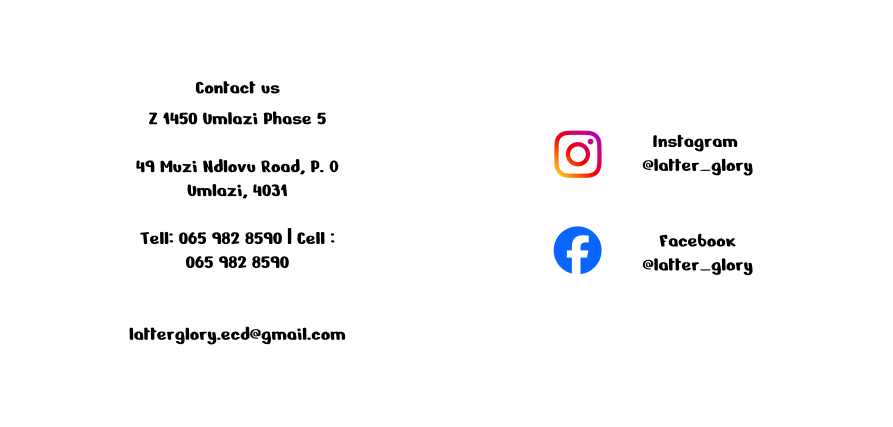 Contact us
Z 1450 Umlazi Phase 5
49 Muzi Ndlovu Road, P. O
Umlazi, 4031
Tell: 065 982 8590 | Cell :
065 982 8590
latterglory.ecd@gmail.com
Instagram
@latter_glory
Facebook
@latter_glory